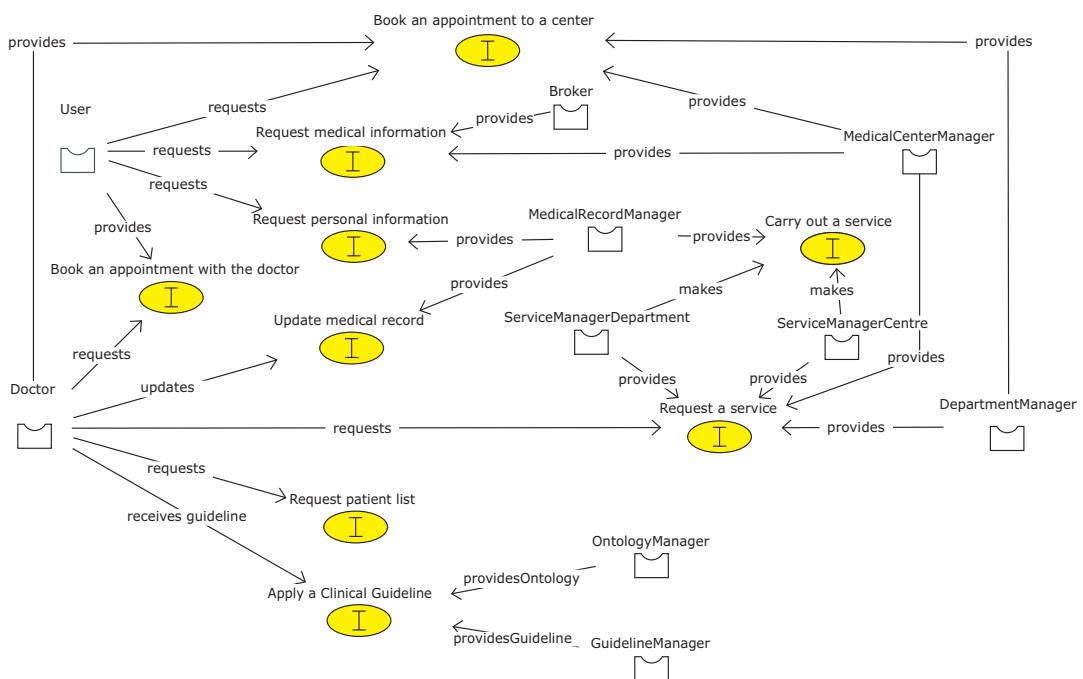 Book an appointment to a center
provides
provides
User
requests
Broker
provides
provides
Request medical information
MedicalCenterManager
requests
provides
requests
Request personal information
MedicalRecordManager
Carry out a service
provides
provides
provides
Book an appointment with the doctor
provides
makes
makes
Update medical record
ServiceManagerDepartment
ServiceManagerCentre
requests
provides
Doctor
updates
provides
provides
Request a service
DepartmentManager
requests
provides
requests
Request patient list
receives guideline
OntologyManager
providesOntology
Apply a Clinical Guideline
providesGuideline
GuidelineManager